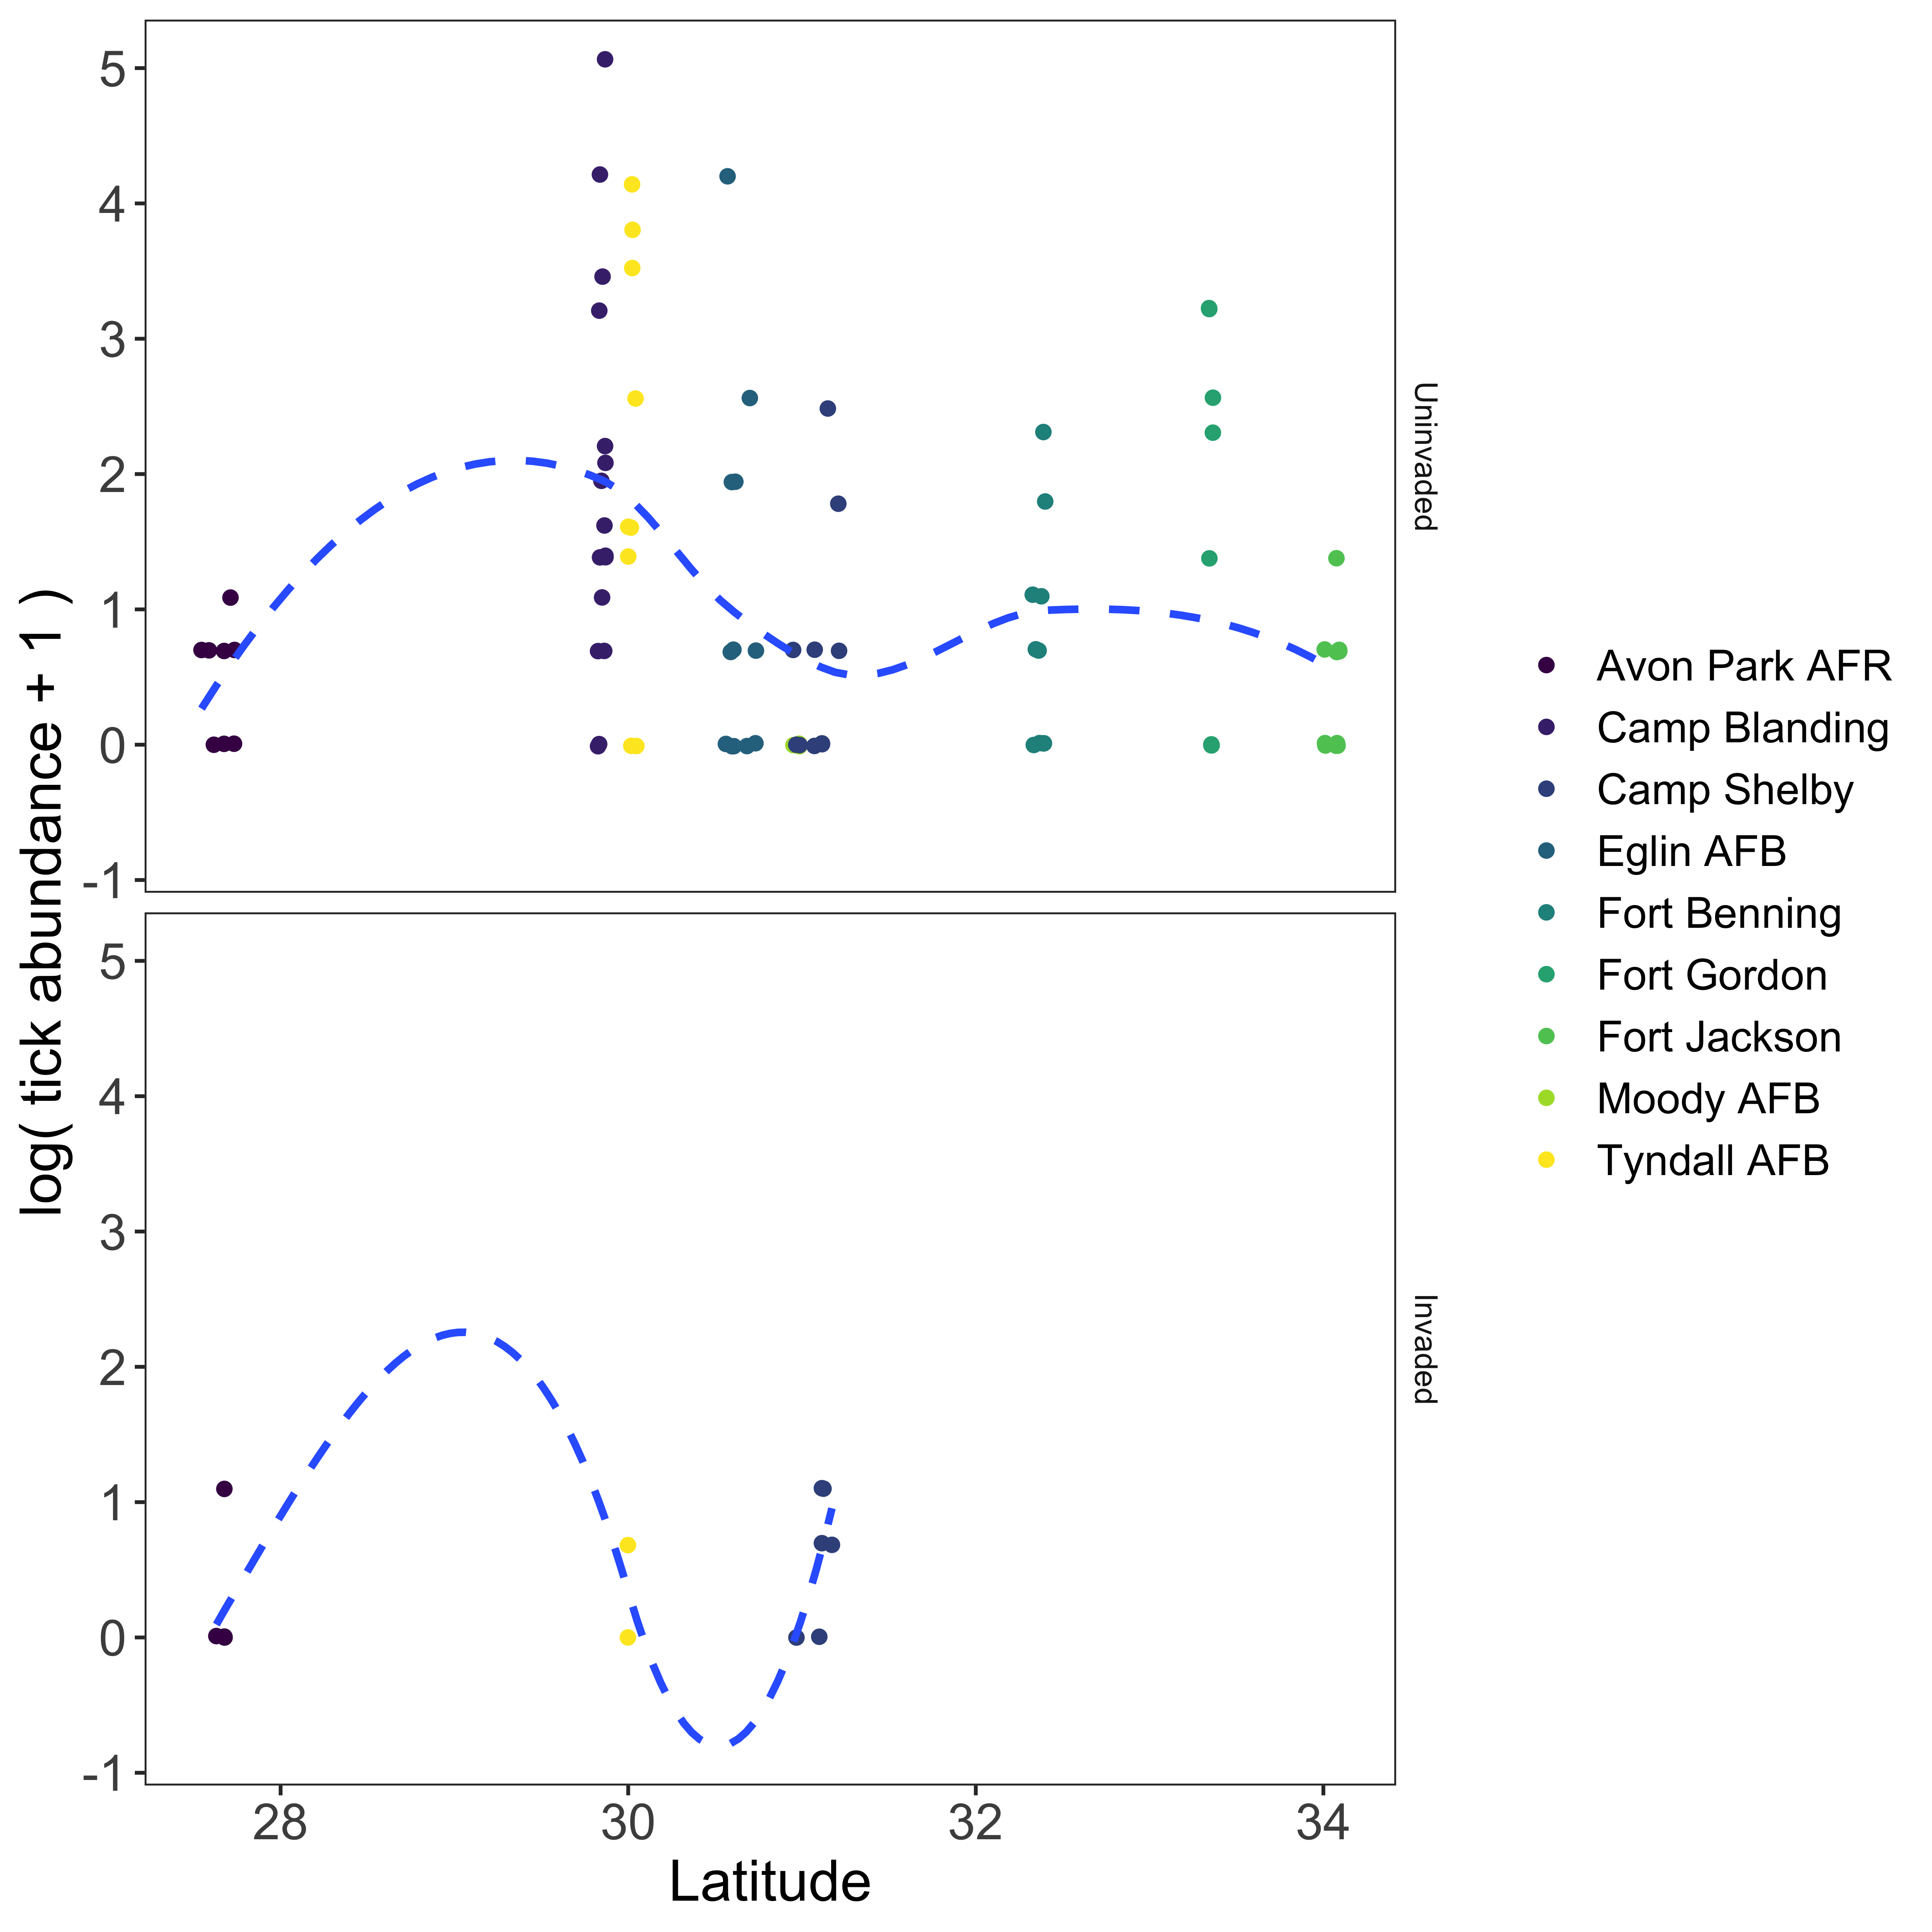 log( tick abundance + 1 )
5
4
3
2
1
0
-1
Uninvaded
5
4
3
2
1
0
-1
Invaded
28 30 32 34
Latitude
Avon Park AFR
Camp Blanding
Camp Shelby
Eglin AFB
Fort Benning
Fort Gordon
Fort Jackson
Moody AFB
Tyndall AFB